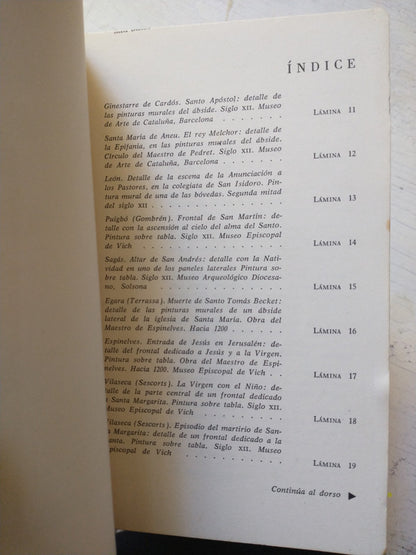 ÍNDICE
Ginestarre de Cardós. Santo Apóstol: detalle de
las pinturas murales del ábside. Siglo XII. Museo
de Arte de Cataluña, Barcelona . . . . . . . LÁMINA 11
Santa María de Aneu. El rey Melchor: detalle de
la Epifanía, en las pinturas murales del ábside.
Círculo del Maestro de Pedret. Siglo XII. Museo
de Arte de Cataluña, Barcelona . . . . . . . LÁMINA 12
León. Detalle de la escena de la Anunciación a
los Pastores, en la colegiata de San Isidoro. Pin-
tura mural de una de las bóvedas. Segunda mitad
del siglo XII . . . . . . . . . . . . . . LÁMINA 13
Puigbó (Gombrén). Frontal de San Martín: de-
talle con la ascensión al cielo del alma del Santo.
Pintura sobre tabla. Siglo XII. Museo Episcopal
de Vich . . . . . . . . . . . . . . . LÁMINA 14
Sagás. Altar de San Andrés: detalle con la Nati-
vidad en uno de los paneles laterales Pintura so-
bre tabla. Siglo XII. Museo Arqueológico Diocesa-
no, Solsona . . . . . . . . . . . . . . LÁMINA 15
Egara (Terrassa). Muerte de Santo Tomás Becket:
detalle de las pinturas murales de un ábside
lateral de la iglesia de Santa María. Obra del
Maestro de Espinelves. Hacia 1200 . . . . . . LÁMINA 16
Espinelves. Entrada de Jesús en Jerusalén: de-
talle del frontal dedicado a Jesús y a la Virgen.
Pintura sobre tabla. Obra del Maestro de Espinel-
ves. Hacia 1200. Museo Episcopal de Vich . . LÁMINA 17
Vilaseca (Sescorts). La Virgen con el Niño: de-
talle de la parte central de un frontal dedicado
a Santa Margarita. Pintura sobre tabla. Siglo XII.
Museo Episcopal de Vich . . . . . . . . LÁMINA 18
Vilaseca (Sescorts). Episodio del martirio de San-
ta Margarita: detalle de un frontal dedicado a la
Santa. Pintura sobre tabla. Siglo XII. Museo
Episcopal de Vich . . . . . . . . . . LÁMINA 19
Continúa al dorso ▶